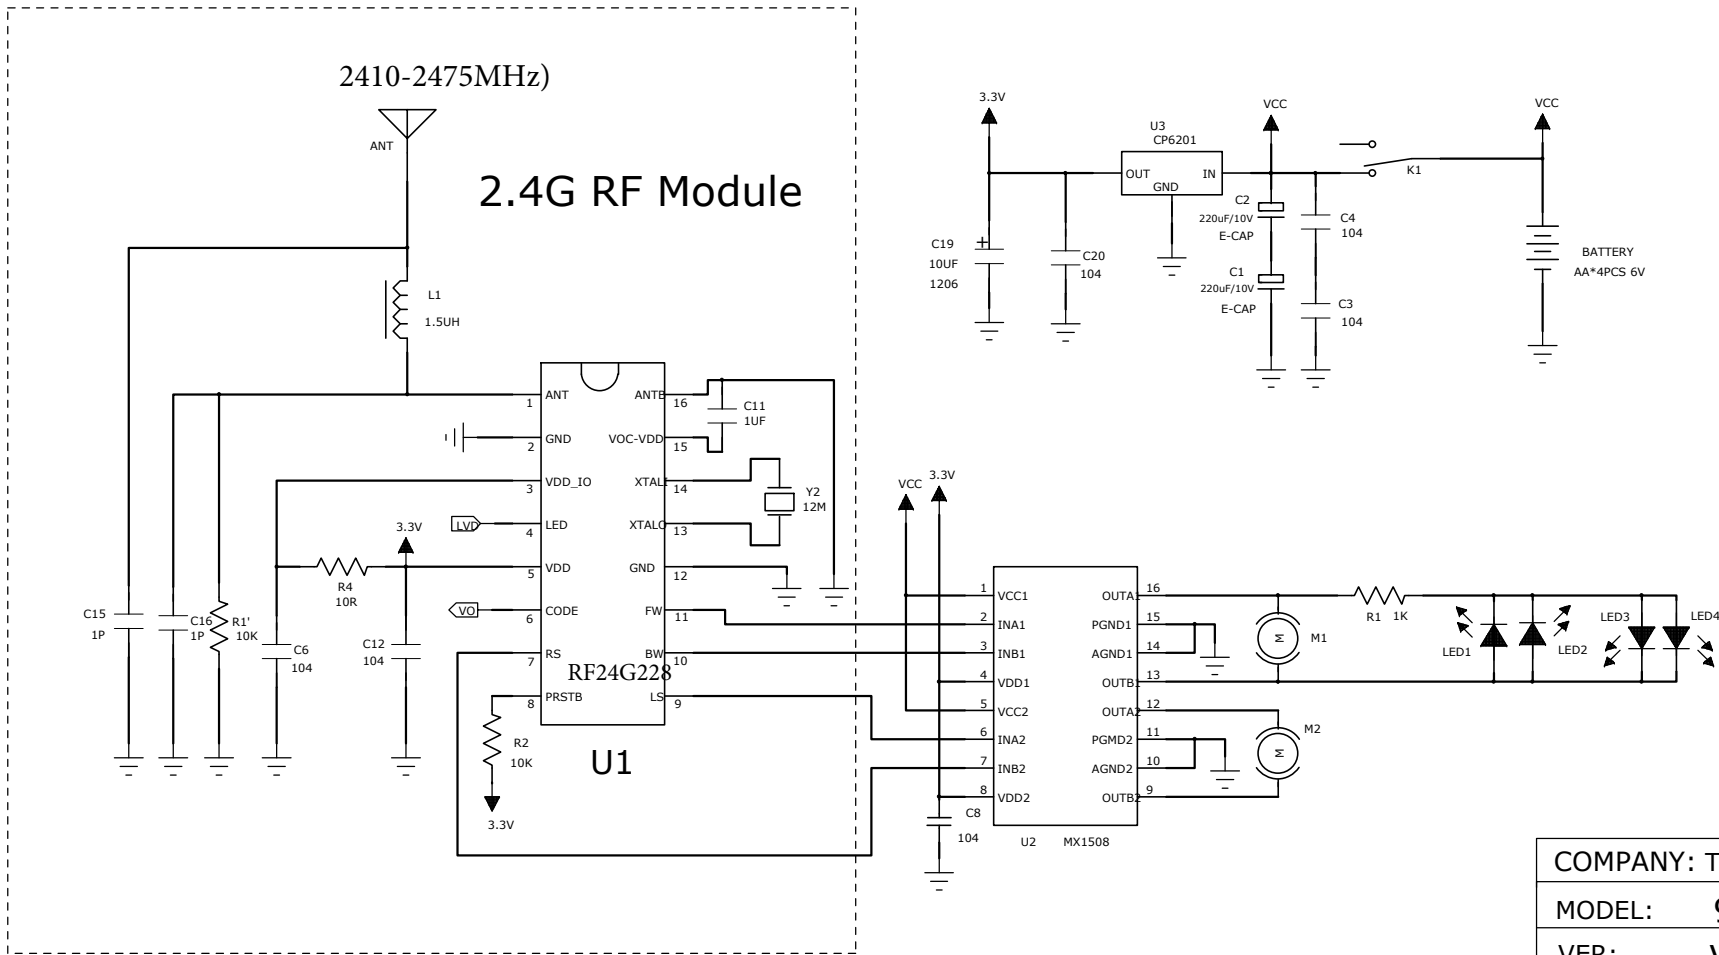 2410-2475MHz)
ANT
2.4G RF Module
L1
1.5UH
C15
1P
C16
1P
R1'
10K
C6
104
R4
10R
3.3V
C12
104
LVD
VO
1 ANT
2 GND
3 VDD_IO
4 LED
5 VDD
6 CODE
7 RS
8 PRSTB
ANTB 16
VOC-VDD 15
XTALI 14
XTALO 13
GND 12
FW 11
BW 10
LS 9
RF24G228
U1
R2
10K
3.3V
C11
1UF
Y2
12M
3.3V
C19
+
10UF
1206
C20
104
U3
CP6201
OUT IN
GND
VCC
C2
220uF/10V
E-CAP
C1
220uF/10V
E-CAP
C4
104
C3
104
K1
VCC
BATTERY
AA*4PCS 6V
VCC
3.3V
1 VCC1
2 INA1
3 INB1
4 VDD1
5 VCC2
6 INA2
7 INB2
8 VDD2
OUTA1 16
PGND1 15
AGND1 14
OUTB1 13
OUTA2 12
PGMD2 11
AGND2 10
OUTB2 9
C8
104
U2 MX1508
M
M1
M
M2
R1 1K
LED1
LED2
LED3
LED4
COMPANY: T
MODEL:
VER: